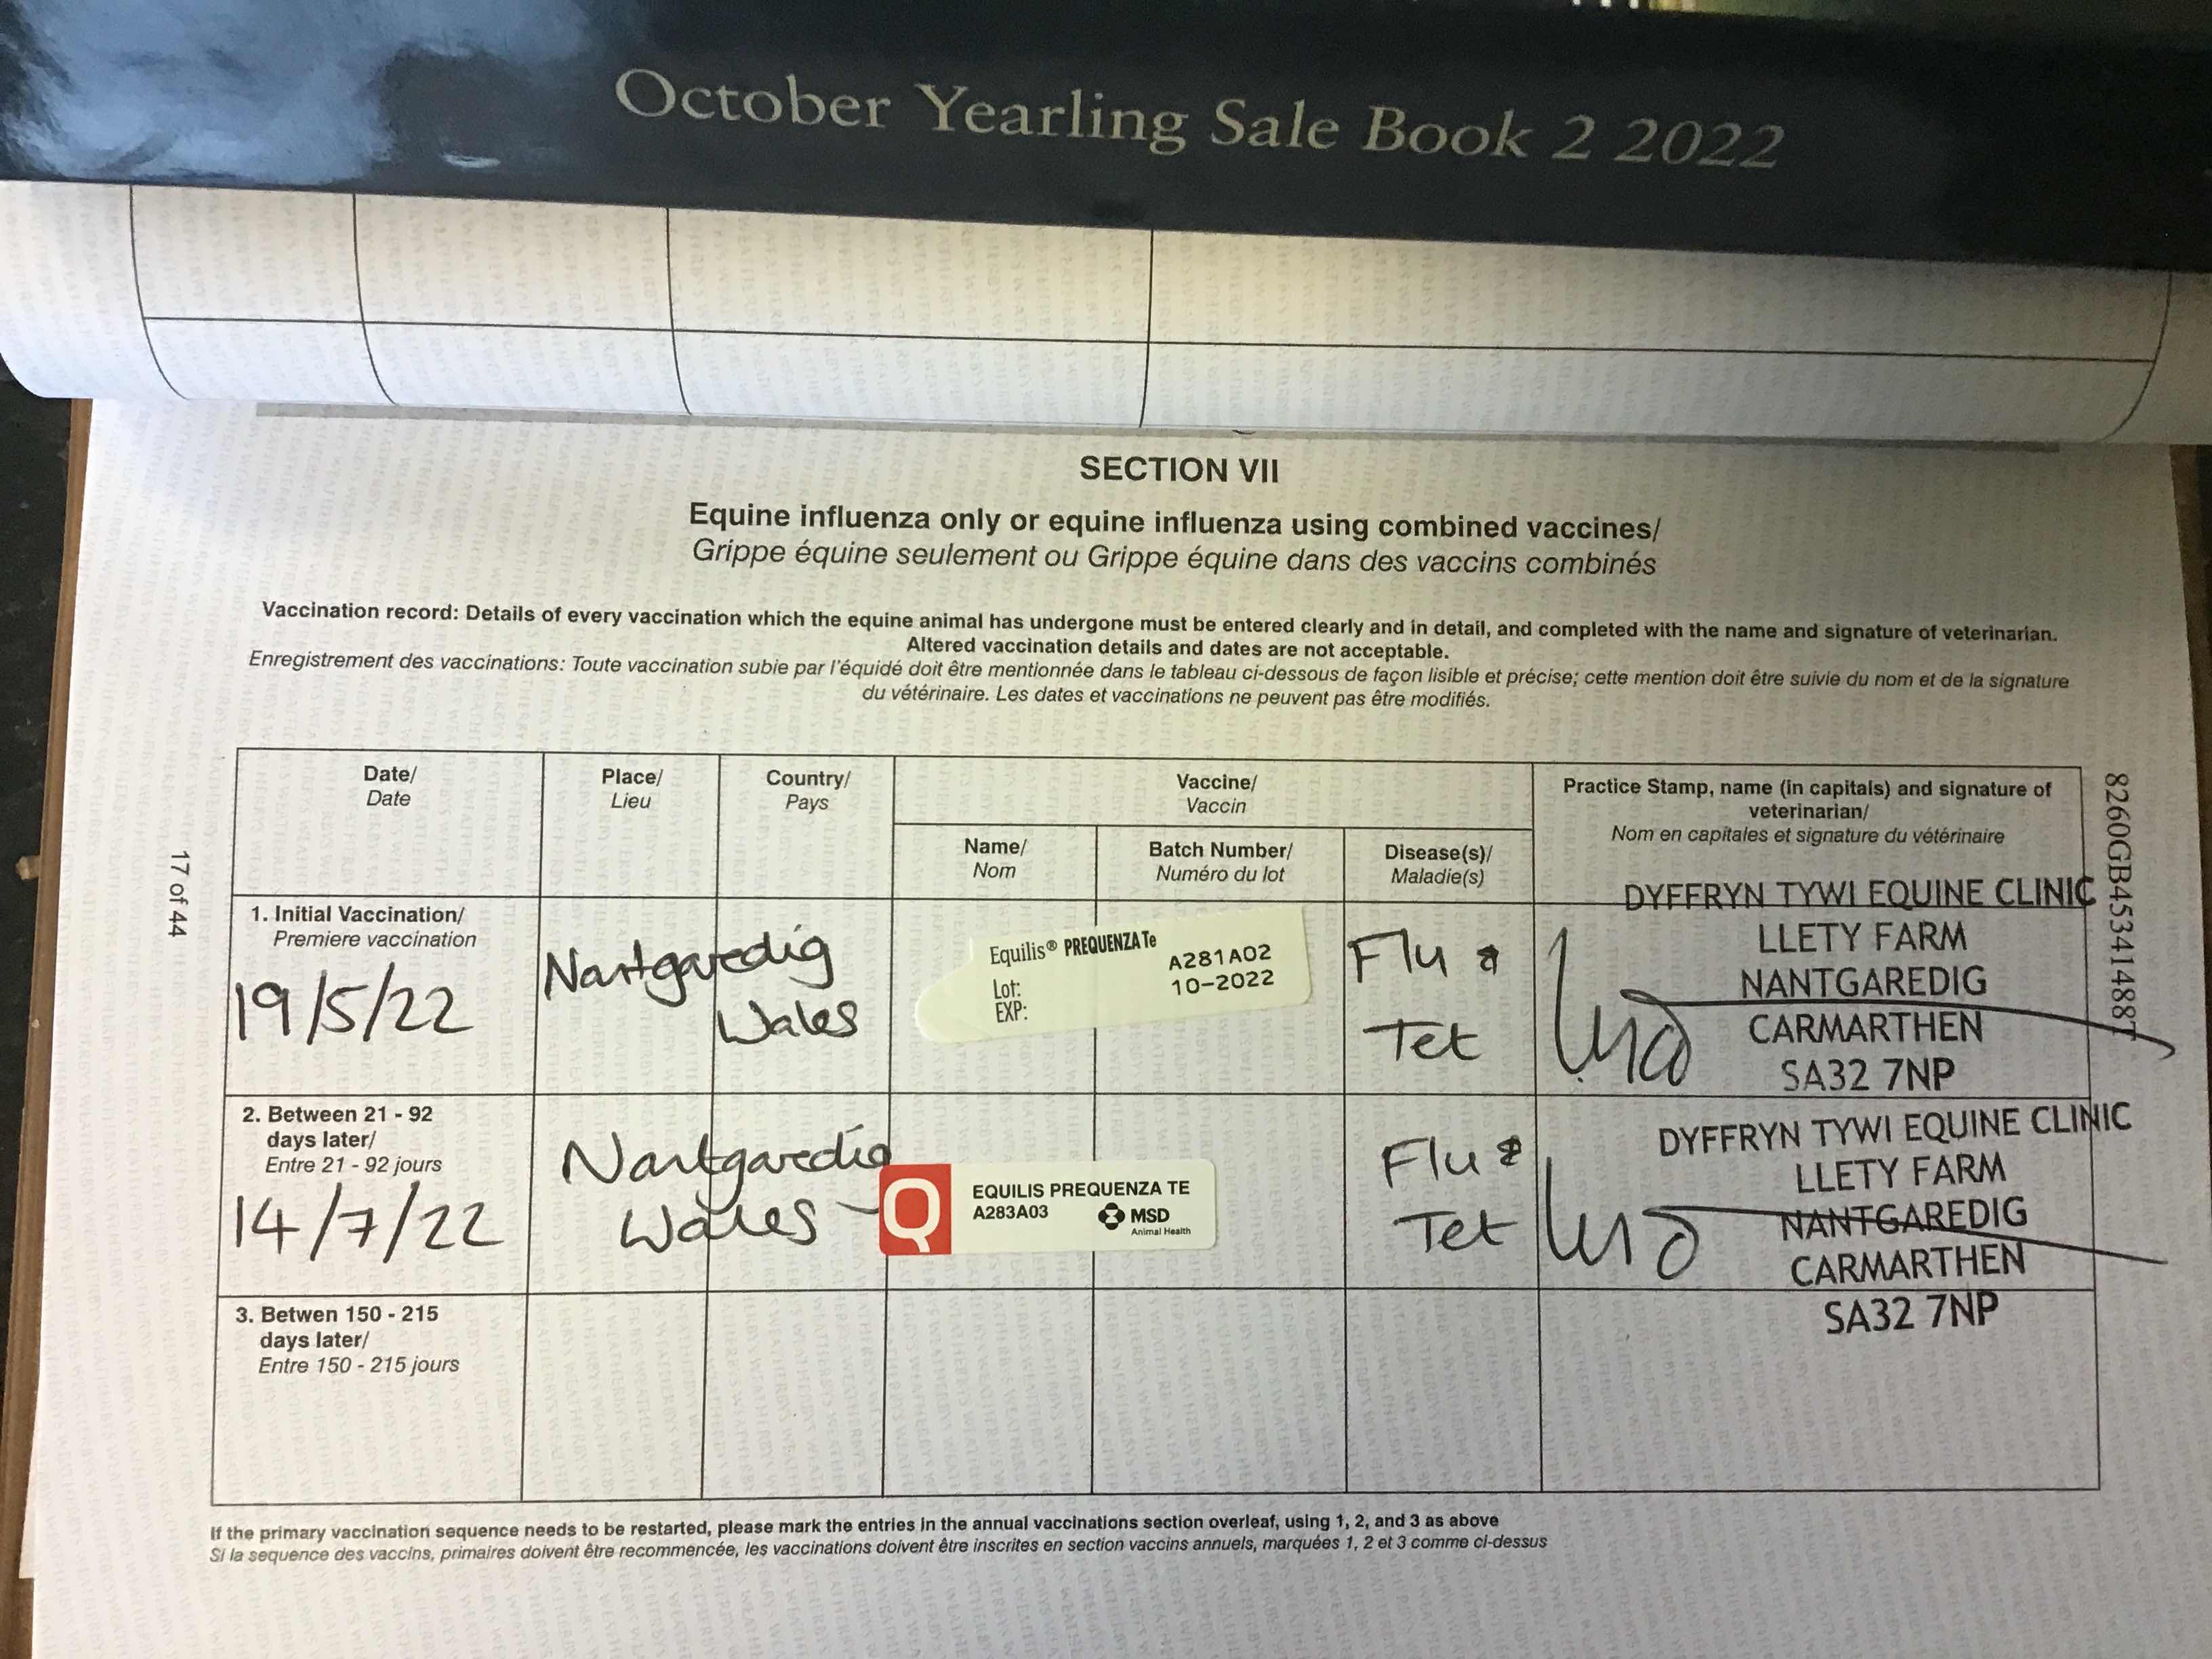 October Yearling Sale Book 2 2022
SECTION VII
Equine influenza only or equine influenza using combined vaccines/
Grippe équine seulement ou Grippe équine dans des vaccins combinés
Vaccination record: Details of every vaccination which the equine animal has undergone must be entered clearly and in detail, and completed with the name and signature of veterinarian.
Altered vaccination details and dates are not acceptable.
Enregistrement des vaccinations: Toute vaccination subie par l'équidé doit être mentionnée dans le tableau ci-dessous de façon lisible et précise; cette mention doit être suivie du nom et de la signature
du vétérinaire. Les dates et vaccinations ne peuvent pas être modifiés.
Date/
Date
Place/
Lieu
Country/
Pays
Vaccine/
Vaccin
Name/
Nom
Batch Number/
Numéro du lot
Disease(s)/
Maladie(s)
Practice Stamp, name (in capitals) and signature of
veterinarian/
Nom en capitales et signature du vétérinaire
1. Initial Vaccination/
Premiere vaccination
19/5/22
Nantgaredig
Wales
Equilis® PREQUENZA Te
Lot: A281A02
EXP: 10-2022
Flu &
Tet
DYFFRYN TYWI EQUINE CLINIC
LLETY FARM
NANTGAREDIG
CARMARTHEN
SA32 7NP
2. Between 21 - 92
days later/
Entre 21 - 92 jours
14/7/22
Nantgaredig
Wales
Q
EQUILIS PREQUENZA TE
A283A03
MSD
Animal Health
Flu &
Tet
DYFFRYN TYWI EQUINE CLINIC
LLETY FARM
NANTGAREDIG
CARMARTHEN
SA32 7NP
3. Betwen 150 - 215
days later/
Entre 150 - 215 jours
If the primary vaccination sequence needs to be restarted, please mark the entries in the annual vaccinations section overleaf, using 1, 2, and 3 as above
Si la sequence des vaccins, primaires doivent être recommencée, les vaccinations doivent être inscrites en section vaccins annuels, marquées 1, 2 et 3 comme ci-dessus
17 of 44
8260GB45341488T